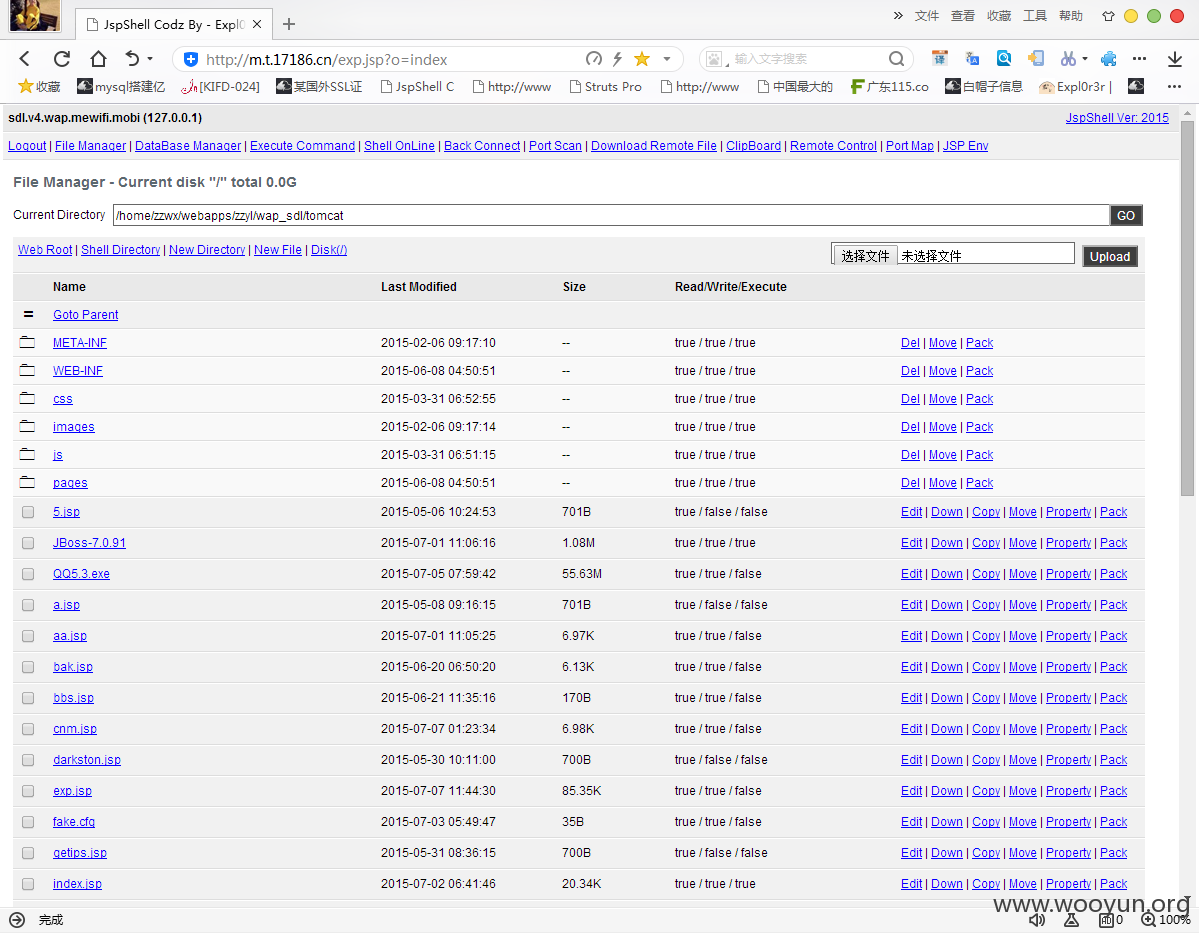 JspShell Codz By - Expl0
» 文件 查看 收藏 工具 帮助
http://m.t.17186.cn/exp.jsp?o=index
输入文字搜索
译
收藏 mysql搭建亿 [KIFD-024] 某国外SSL证 JspShell C http://www Struts Pro http://www 中国最大的 广东115.co 白帽子信息 Expl0r3r |
sdl.v4.wap.mewifi.mobi (127.0.0.1) JspShell Ver: 2015
Logout | File Manager | DataBase Manager | Execute Command | Shell OnLine | Back Connect | Port Scan | Download Remote File | ClipBoard | Remote Control | Port Map | JSP Env
File Manager - Current disk "/" total 0.0G
Current Directory /home/zzwx/webapps/zzyl/wap_sdl/tomcat GO
Web Root | Shell Directory | New Directory | New File | Disk(/) 选择文件 未选择文件 Upload
Name Last Modified Size Read/Write/Execute
= Goto Parent
META-INF 2015-02-06 09:17:10 -- true / true / true Del | Move | Pack
WEB-INF 2015-06-08 04:50:51 -- true / true / true Del | Move | Pack
css 2015-03-31 06:52:55 -- true / true / true Del | Move | Pack
images 2015-02-06 09:17:14 -- true / true / true Del | Move | Pack
js 2015-03-31 06:51:15 -- true / true / true Del | Move | Pack
pages 2015-06-08 04:50:51 -- true / true / true Del | Move | Pack
5.jsp 2015-05-06 10:24:53 701B true / false / false Edit | Down | Copy | Move | Property | Pack
JBoss-7.0.91 2015-07-01 11:06:16 1.08M true / true / true Edit | Down | Copy | Move | Property | Pack
QQ5.3.exe 2015-07-05 07:59:42 55.63M true / true / false Edit | Down | Copy | Move | Property | Pack
a.jsp 2015-05-08 09:16:15 701B true / false / false Edit | Down | Copy | Move | Property | Pack
aa.jsp 2015-07-01 11:05:25 6.97K true / true / false Edit | Down | Copy | Move | Property | Pack
bak.jsp 2015-06-20 06:50:20 6.13K true / true / false Edit | Down | Copy | Move | Property | Pack
bbs.jsp 2015-06-21 11:35:16 170B true / true / false Edit | Down | Copy | Move | Property | Pack
cnm.jsp 2015-07-07 01:23:34 6.98K true / true / false Edit | Down | Copy | Move | Property | Pack
darkston.jsp 2015-05-30 10:11:00 700B true / false / false Edit | Down | Copy | Move | Property | Pack
exp.jsp 2015-07-07 11:44:30 85.35K true / true / false Edit | Down | Copy | Move | Property | Pack
fake.cfg 2015-07-03 05:49:47 35B true / true / false Edit | Down | Copy | Move | Property | Pack
getips.jsp 2015-05-31 08:36:15 700B true / false / false Edit | Down | Copy | Move | Property | Pack
index.jsp 2015-07-02 06:41:46 20.34K true / true / true Edit | Down | Copy | Move | Property | Pack
www.wooyun.org
完成 0 100%